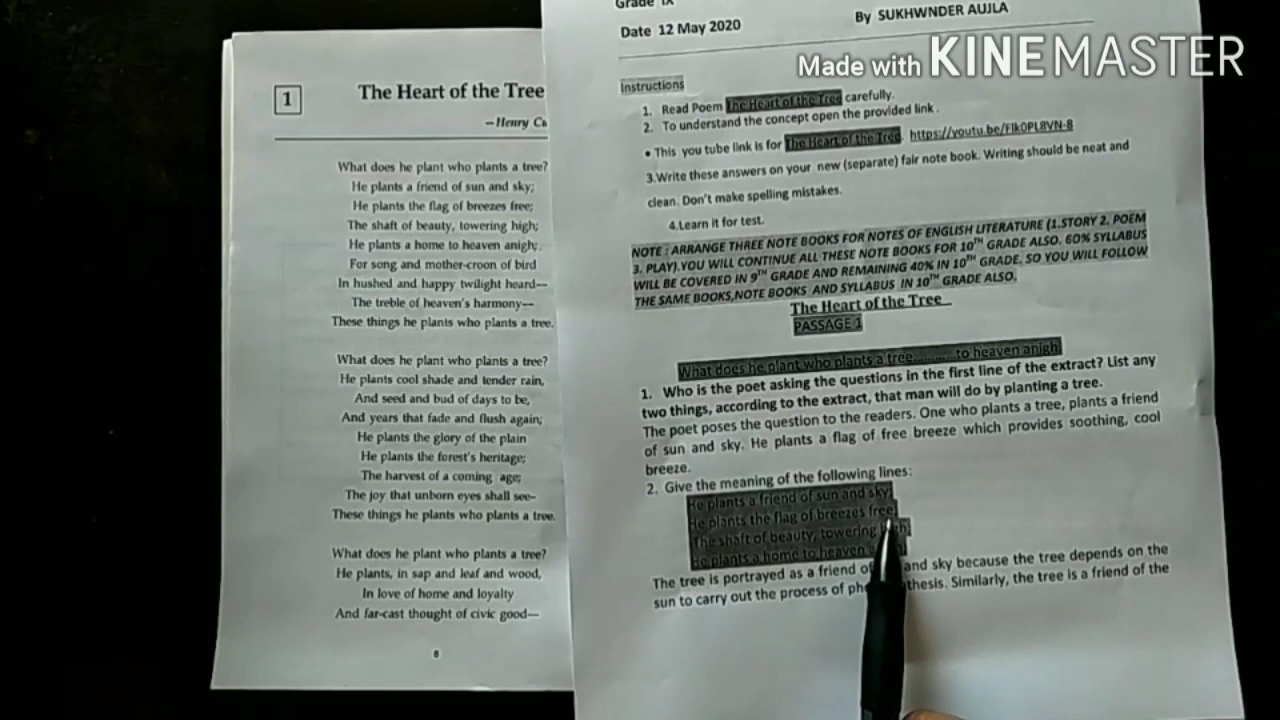 1
The Heart of the Tree
—Henry Cu
What does he plant who plants a tree?
He plants a friend of sun and sky;
He plants the flag of breezes free;
The shaft of beauty, towering high;
He plants a home to heaven anigh;
For song and mother-croon of bird
In hushed and happy twilight heard—
The treble of heaven's harmony—
These things he plants who plants a tree.
What does he plant who plants a tree?
He plants cool shade and tender rain,
And seed and bud of days to be,
And years that fade and flush again;
He plants the glory of the plain
He plants the forest's heritage;
The harvest of a coming age;
The joy that unborn eyes shall see—
These things he plants who plants a tree.
What does he plant who plants a tree?
He plants, in sap and leaf and wood,
In love of home and loyalty
And far-cast thought of civic good—
8
Grade IX
Date 12 May 2020
By SUKHWNDER AUJLA
Made with KINEMASTER
Instructions
1. Read Poem The Heart of the Tree carefully.
2. To understand the concept open the provided link .
• This you tube link is for The Heart of the Tree. https://youtu.be/FIk0PL8VN-8
3.Write these answers on your new (separate) fair note book. Writing should be neat and
clean. Don't make spelling mistakes.
4.Learn it for test.
NOTE : ARRANGE THREE NOTE BOOKS FOR NOTES OF ENGLISH LITERATURE (1.STORY 2. POEM
3. PLAY).YOU WILL CONTINUE ALL THESE NOTE BOOKS FOR 10TH GRADE ALSO. 60% SYLLABUS
WILL BE COVERED IN 9TH GRADE AND REMAINING 40% IN 10TH GRADE. SO YOU WILL FOLLOW
THE SAME BOOKS,NOTE BOOKS AND SYLLABUS IN 10TH GRADE ALSO.
The Heart of the Tree
PASSAGE 1
What does he plant who plants a tree........... to heaven anigh
1. Who is the poet asking the questions in the first line of the extract? List any
two things, according to the extract, that man will do by planting a tree.
The poet poses the question to the readers. One who plants a tree, plants a friend
of sun and sky. He plants a flag of free breeze which provides soothing, cool
breeze.
2. Give the meaning of the following lines:
He plants a friend of sun and sky;
He plants the flag of breezes free;
The shaft of beauty, towering high;
He plants a home to heaven
The tree is portrayed as a friend of and sky because the tree depends on the
sun to carry out the process of Similarly, the tree is a friend of the